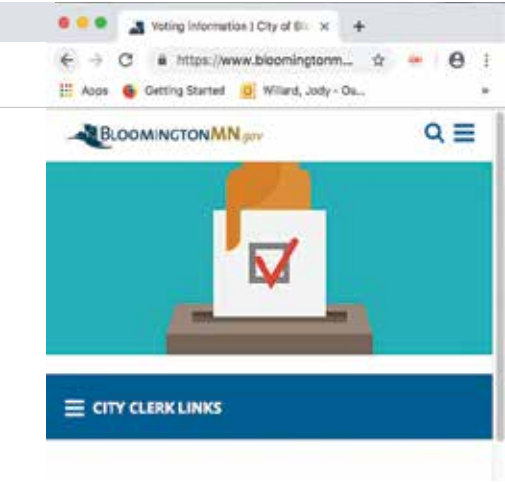 Voting Information | City of Bl
https://www.bloomingtonm...
Apps Getting Started Willard, Jody - Ou... »
BLOOMINGTONMN.gov
CITY CLERK LINKS